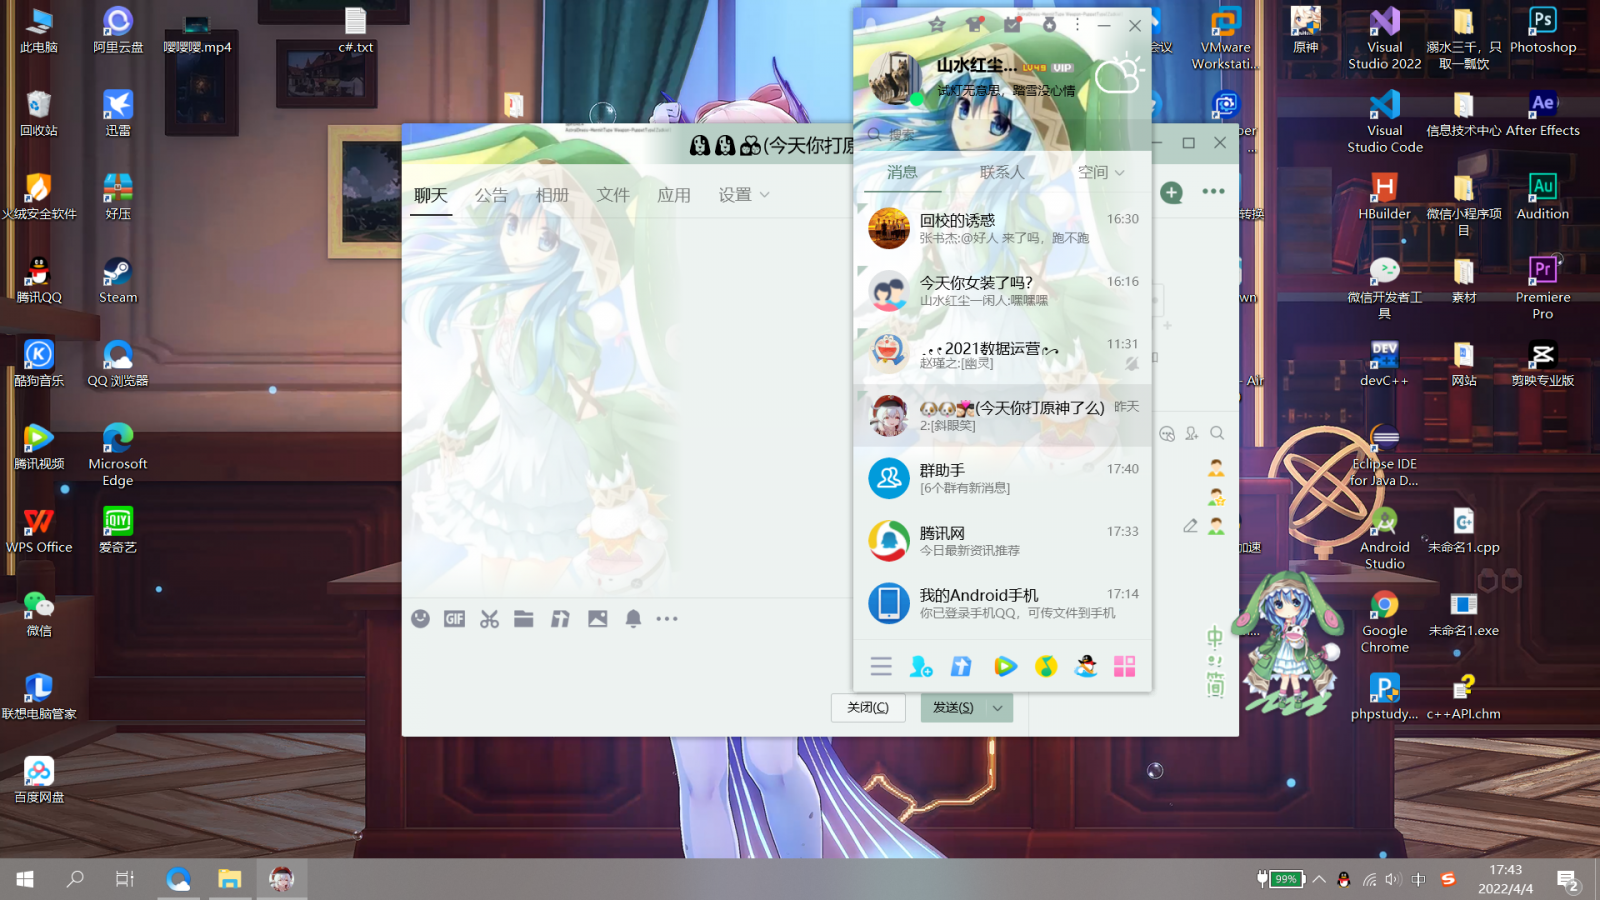 此电脑
阿里云盘
嘤嘤嘤.mp4
c#.txt
回收站
迅雷
火绒安全软件
好压
腾讯QQ
Steam
酷狗音乐
QQ 浏览器
腾讯视频
Microsoft
Edge
WPS Office
爱奇艺
微信
联想电脑管家
百度网盘
(今天你打原
聊天 公告 相册 文件 应用 设置
GIF
关闭(C)
发送(S)
山水红尘... LV45 VIP
试灯无意思，踏雪没心情
搜索
消息 联系人 空间
回校的诱惑 16:30
张书杰:@好人 来了吗，跑不跑
今天你女装了吗? 16:16
山水红尘一闲人:嘿嘿嘿
2021数据运营 11:31
赵瑾之:[幽灵]
(今天你打原神了么) 昨天
2:[斜眼笑]
群助手 17:40
[6个群有新消息]
腾讯网 17:33
今日最新资讯推荐
我的Android手机 17:14
你已登录手机QQ，可传文件到手机
会议
VMware
Workstati...
原神
Visual
Studio 2022
溺水三千，只
取一瓢饮
Photoshop
Visual
Studio Code
信息技术中心
After Effects
转换
HBuilder
微信小程序项
目
Audition
微信开发者工
具
素材
Premiere
Pro
devC++
网站
剪映专业版
Eclipse IDE
for Java D...
加速
Android
Studio
未命名1.cpp
Google
Chrome
未命名1.exe
phpstudy...
c++API.chm
中
简
99%
中
17:43
2022/4/4
2